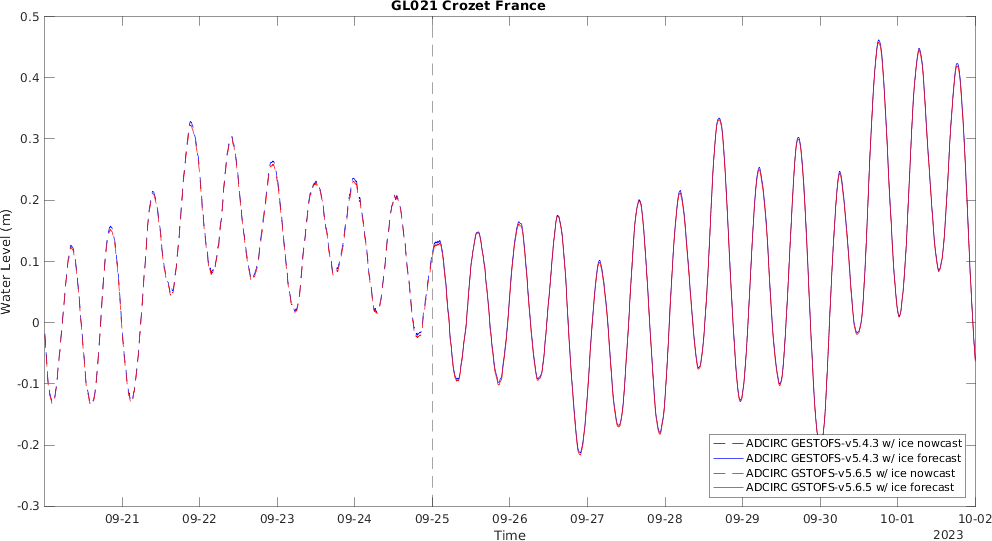 GL021 Crozet France
0.5
0.4
0.3
0.2
0.1
0
-0.1
-0.2
-0.3
Water Level (m)
09-21 09-22 09-23 09-24 09-25 09-26 09-27 09-28 09-29 09-30 10-01 10-02
Time
2023
ADCIRC GESTOFS-v5.4.3 w/ ice nowcast
ADCIRC GESTOFS-v5.4.3 w/ ice forecast
ADCIRC GSTOFS-v5.6.5 w/ ice nowcast
ADCIRC GSTOFS-v5.6.5 w/ ice forecast